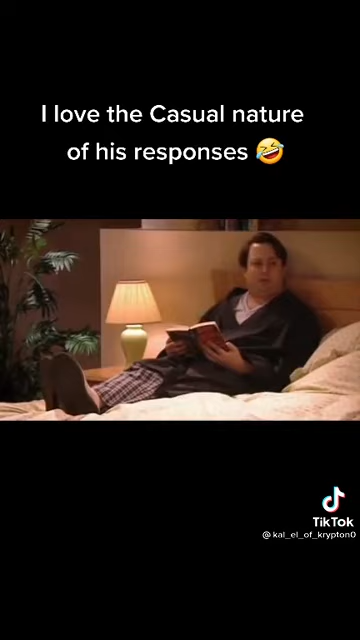 I love the Casual nature
of his responses 🤣
TikTok
@kal_el_of_krypton0